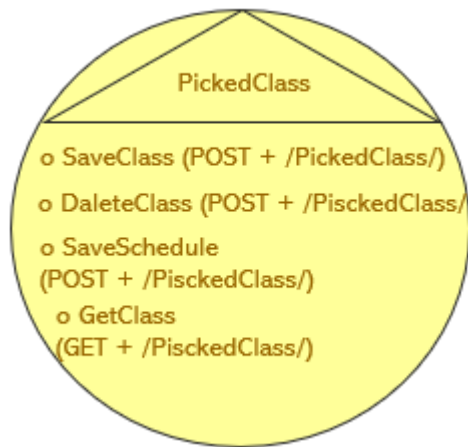 PickedClass
o SaveClass (POST + /PickedClass/)
o DaleteClass (POST + /PisckedClass/
o SaveSchedule
(POST + /PisckedClass/)
o GetClass
(GET + /PisckedClass/)